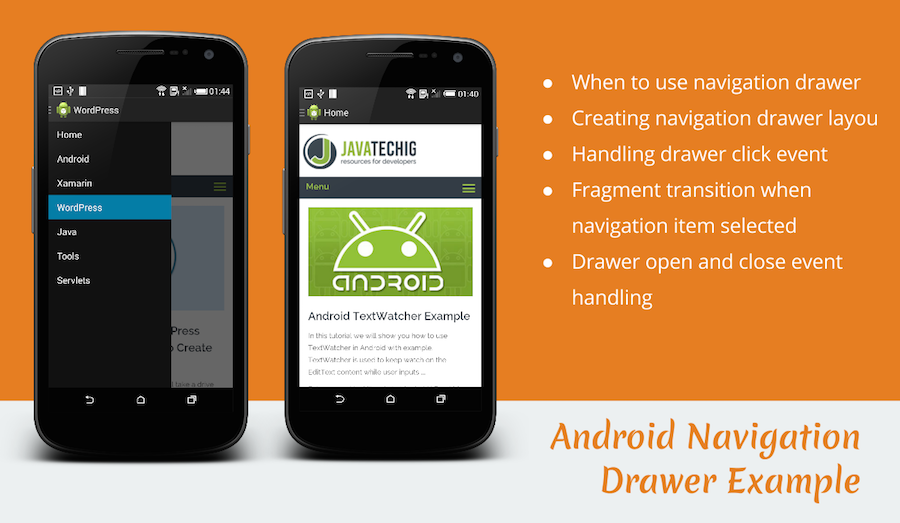 01:44
WordPress
Home
Android
Xamarin
WordPress
Java
Tools
Servlets
Press
o Create
I take a drive
01:40
Home
JAVATECHIG
resources for developers
Menu
ANDROID
Android TextWatcher Example
In this tutorial we will show you how to use
TextWatcher in Android with example.
TextWatcher is used to keep watch on the
EditText content while user inputs ...
● When to use navigation drawer
● Creating navigation drawer layou
● Handling drawer click event
● Fragment transition when
navigation item selected
● Drawer open and close event
handling
Android Navigation
Drawer Example